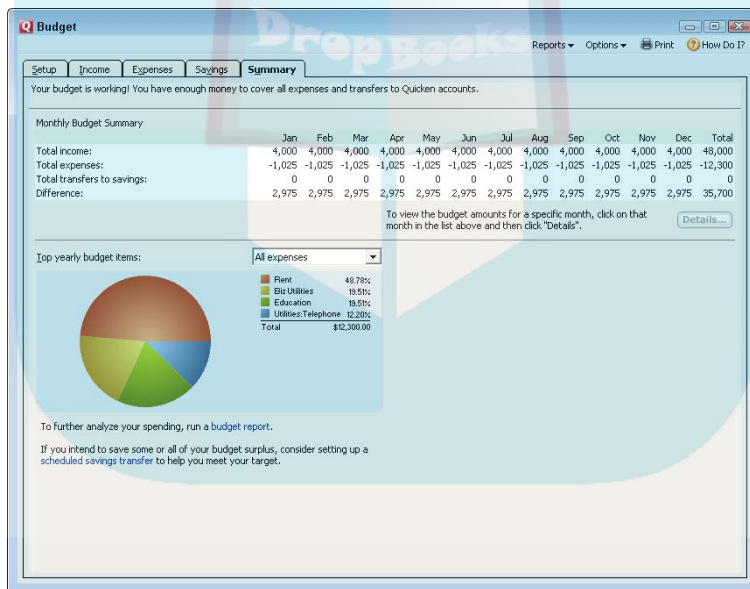 Budget
DropBooks
Reports Options Print How Do I?
Setup Income Expenses Savings Summary
Your budget is working! You have enough money to cover all expenses and transfers to Quicken accounts.
Monthly Budget Summary
Jan Feb Mar Apr May Jun Jul Aug Sep Oct Nov Dec Total
Total income: 4,000 4,000 4,000 4,000 4,000 4,000 4,000 4,000 4,000 4,000 4,000 4,000 48,000
Total expenses: -1,025 -1,025 -1,025 -1,025 -1,025 -1,025 -1,025 -1,025 -1,025 -1,025 -1,025 -1,025 -12,300
Total transfers to savings: 0 0 0 0 0 0 0 0 0 0 0 0 0
Difference: 2,975 2,975 2,975 2,975 2,975 2,975 2,975 2,975 2,975 2,975 2,975 2,975 35,700
To view the budget amounts for a specific month, click on that
month in the list above and then click "Details".
Details...
Top yearly budget items: All expenses
Rent 48.78%
Biz Utilities 19.51%
Education 19.51%
Utilities:Telephone 12.20%
Total $12,300.00
To further analyze your spending, run a budget report.
If you intend to save some or all of your budget surplus, consider setting up a
scheduled savings transfer to help you meet your target.